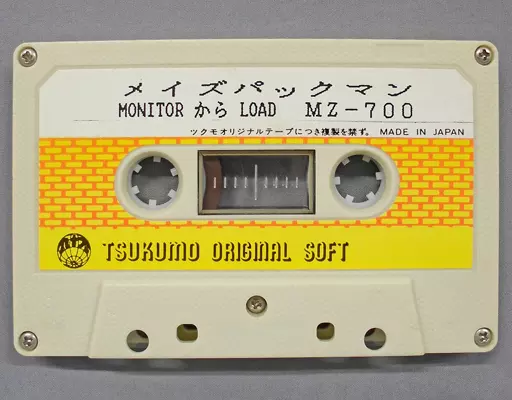 メイズパックマン
MONITOR から LOAD MZ-700
ツクモオリジナルテープにつき複製を禁ず。 MADE IN JAPAN
TSUKUMO ORIGINAL SOFT